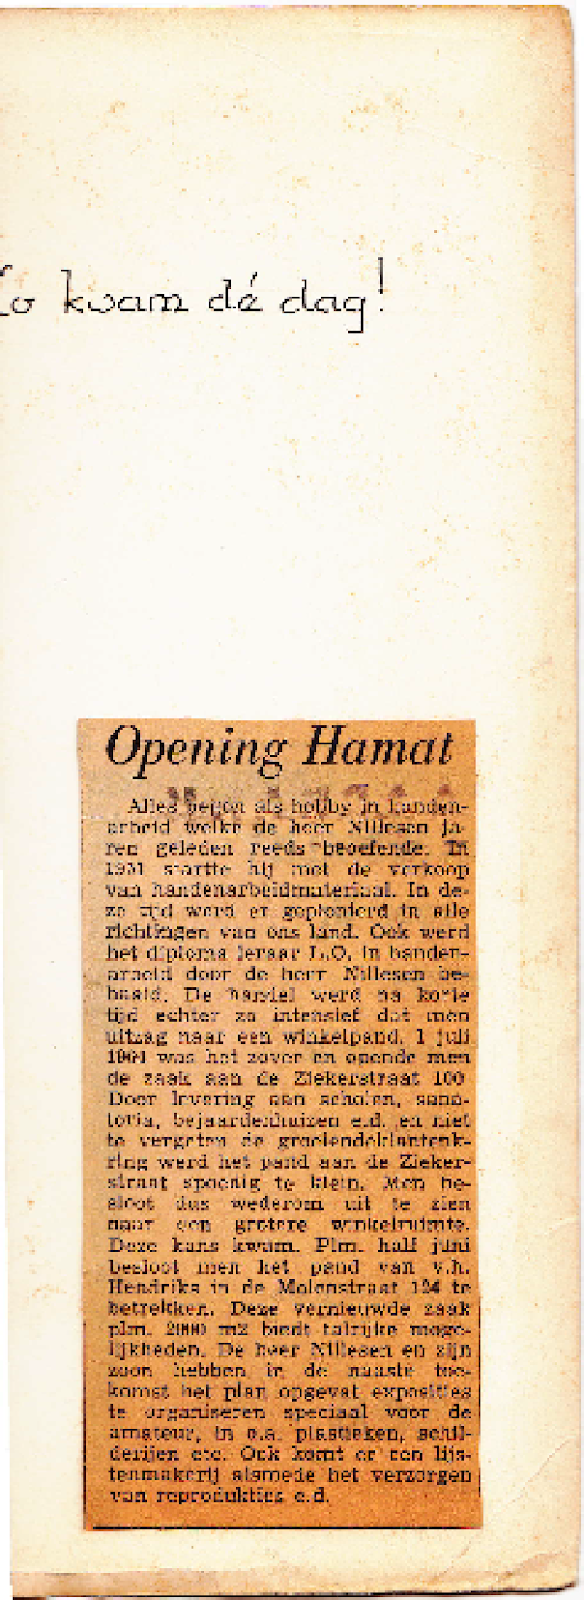 Zo kwam dé dag!
Opening Hamat
Alles begon als hobby in handen-
arbeid welke de heer Nillesen ja-
ren geleden reeds beoefende. In
startte hij met de verkoop
van handenarbeidmateriaal. In de-
ze tijd werd er gepionierd in alle
richtingen van ons land. Ook werd
het diploma leraar L.O. in handen-
arbeid door de heer Nillesen be-
haald. De handel werd na korte
tijd echter zo intensief dat men
uitzag naar een winkelpand. 1 juli
1964 was het zover en opende men
de zaak aan de Ziekerstraat 100
Door levering aan scholen, sana-
toria, bejaardenhuizen e.d. en niet
te vergeten de groeiendeklantenk-
ring werd het pand aan de Zieker-
straat spoedig te klein. Men be-
sloot dus wederom uit te zien
naar een grotere winkelruimte.
Deze kans kwam. Plm. half juni
besloot men het pand van v.h.
Hendriks in de Molenstraat 124 te
betrekken. Deze vernieuwde zaak
plm. m2 biedt talrijke moge-
lijkheden. De heer Nillesen en zijn
zoon hebben in de naaste toe-
komst het plan opgevat exposities
te organiseren speciaal voor de
amateur, in o.a. plastieken, schil-
derijen etc. Ook komt er een lijs-
tenmakerij alsmede het verzorgen
van reprodukties e.d.